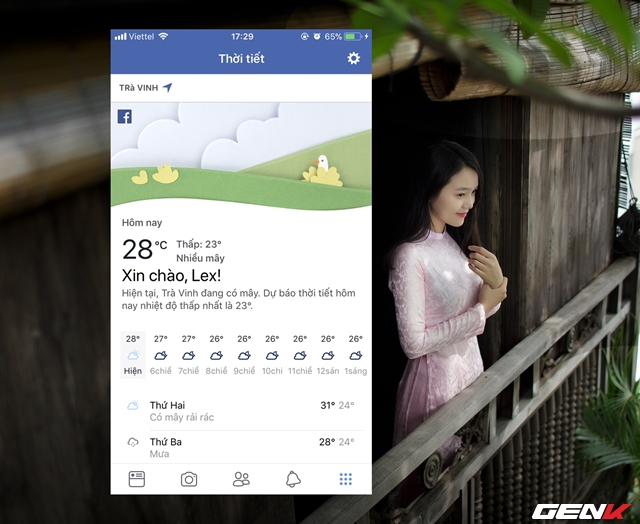 Viettel 17:29 65%
Thời tiết
TRà VINH
Hôm nay
28°C
Thấp: 23°
Nhiều mây
Xin chào, Lex!
Hiện tại, Trà Vinh đang có mây. Dự báo thời tiết hôm
nay nhiệt độ thấp nhất là 23°.
28° 27° 27° 26° 26° 26° 26° 26° 26°
Hiện 6chiề 7chiề 8chiề 9chiề 10chi 11chiề 12sán 1sáng
Thứ Hai 31° 24°
Có mây rải rác
Thứ Ba 28° 24°
Mưa
GENK